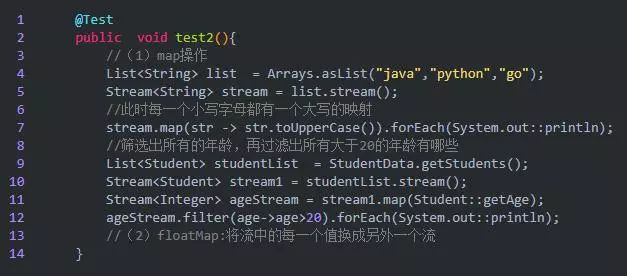 1 @Test
2 public  void test2(){
3 //（1）map操作
4 List<String> list  = Arrays.asList("java","python","go");
5 Stream<String> stream = list.stream();
6 //此时每一个小写字母都有一个大写的映射
7 stream.map(str -> str.toUpperCase()).forEach(System.out::println);
8 //筛选出所有的年龄，再过滤出所有大于20的年龄有哪些
9 List<Student> studentList  = StudentData.getStudents();
10 Stream<Student> stream1 = studentList.stream();
11 Stream<Integer> ageStream = stream1.map(Student::getAge);
12 ageStream.filter(age->age>20).forEach(System.out::println);
13 //（2）floatMap:将流中的每一个值换成另外一个流
14 }